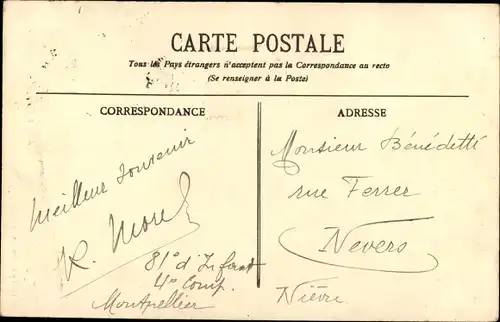 CARTE POSTALE
Tous les Pays étrangers n'acceptent pas la Correspondance au recto
(Se renseigner à la Poste)
CORRESPONDANCE
Meilleur souvenir
R. Morel
81e d'Infant
4e Comp.
Montpellier
ADRESSE
Monsieur Bénédetti
rue Ferrer
Nevers
Nièvre